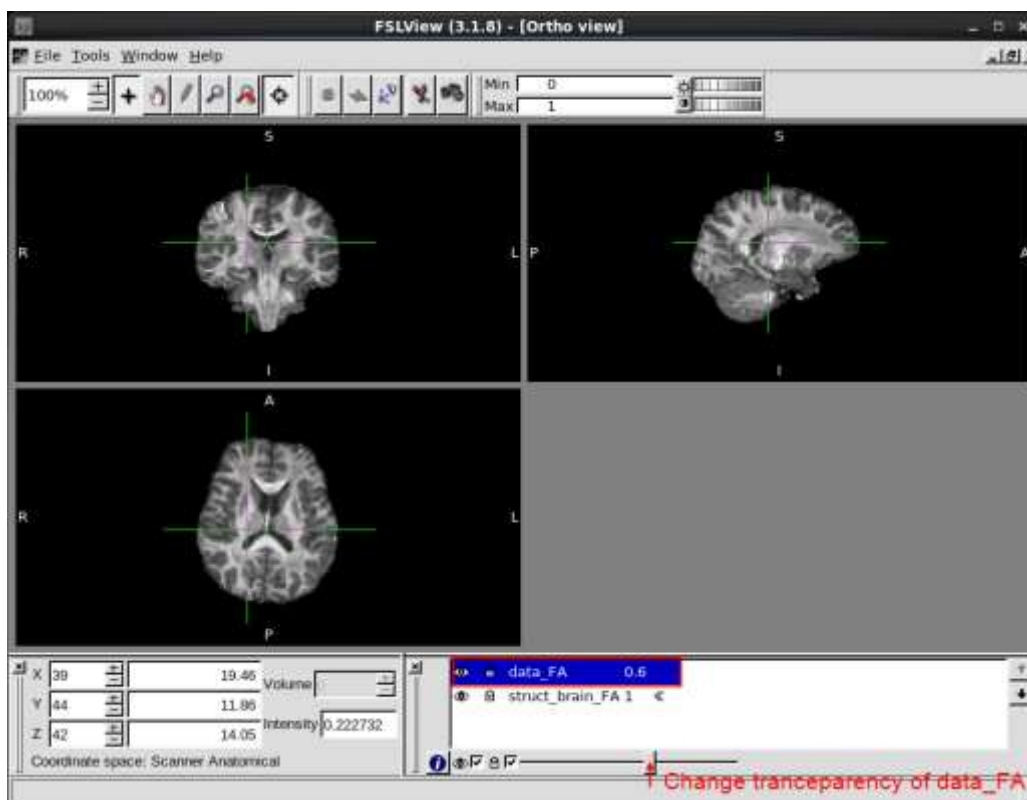 FSLView (3.1.8) - [Ortho view]
File Tools Window Help
100%
Min 0
Max 1
S
S
R
L
P
A
I
I
A
R
L
P
X 39 19.46
Volume
Y 44 11.86
Intensity 0.222732
Z 42 14.05
Coordinate space: Scanner Anatomical
data_FA 0.6
struct_brain_FA 1
Change tranceparency of data_FA